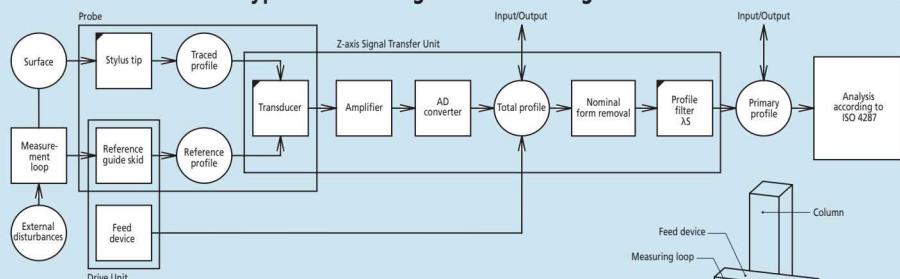 Probe
Input/Output
Input/Output
Z-axis Signal Transfer Unit
Surface
Stylus tip
Traced
profile
Transducer
Amplifier
AD
converter
Total profile
Nominal
form removal
Profile
filter
λS
Primary
profile
Analysis
according to
ISO 4287
Measure-
ment
loop
Reference
guide skid
Reference
profile
External
disturbances
Feed
device
Drive Unit
Column
Feed device
Measuring loop